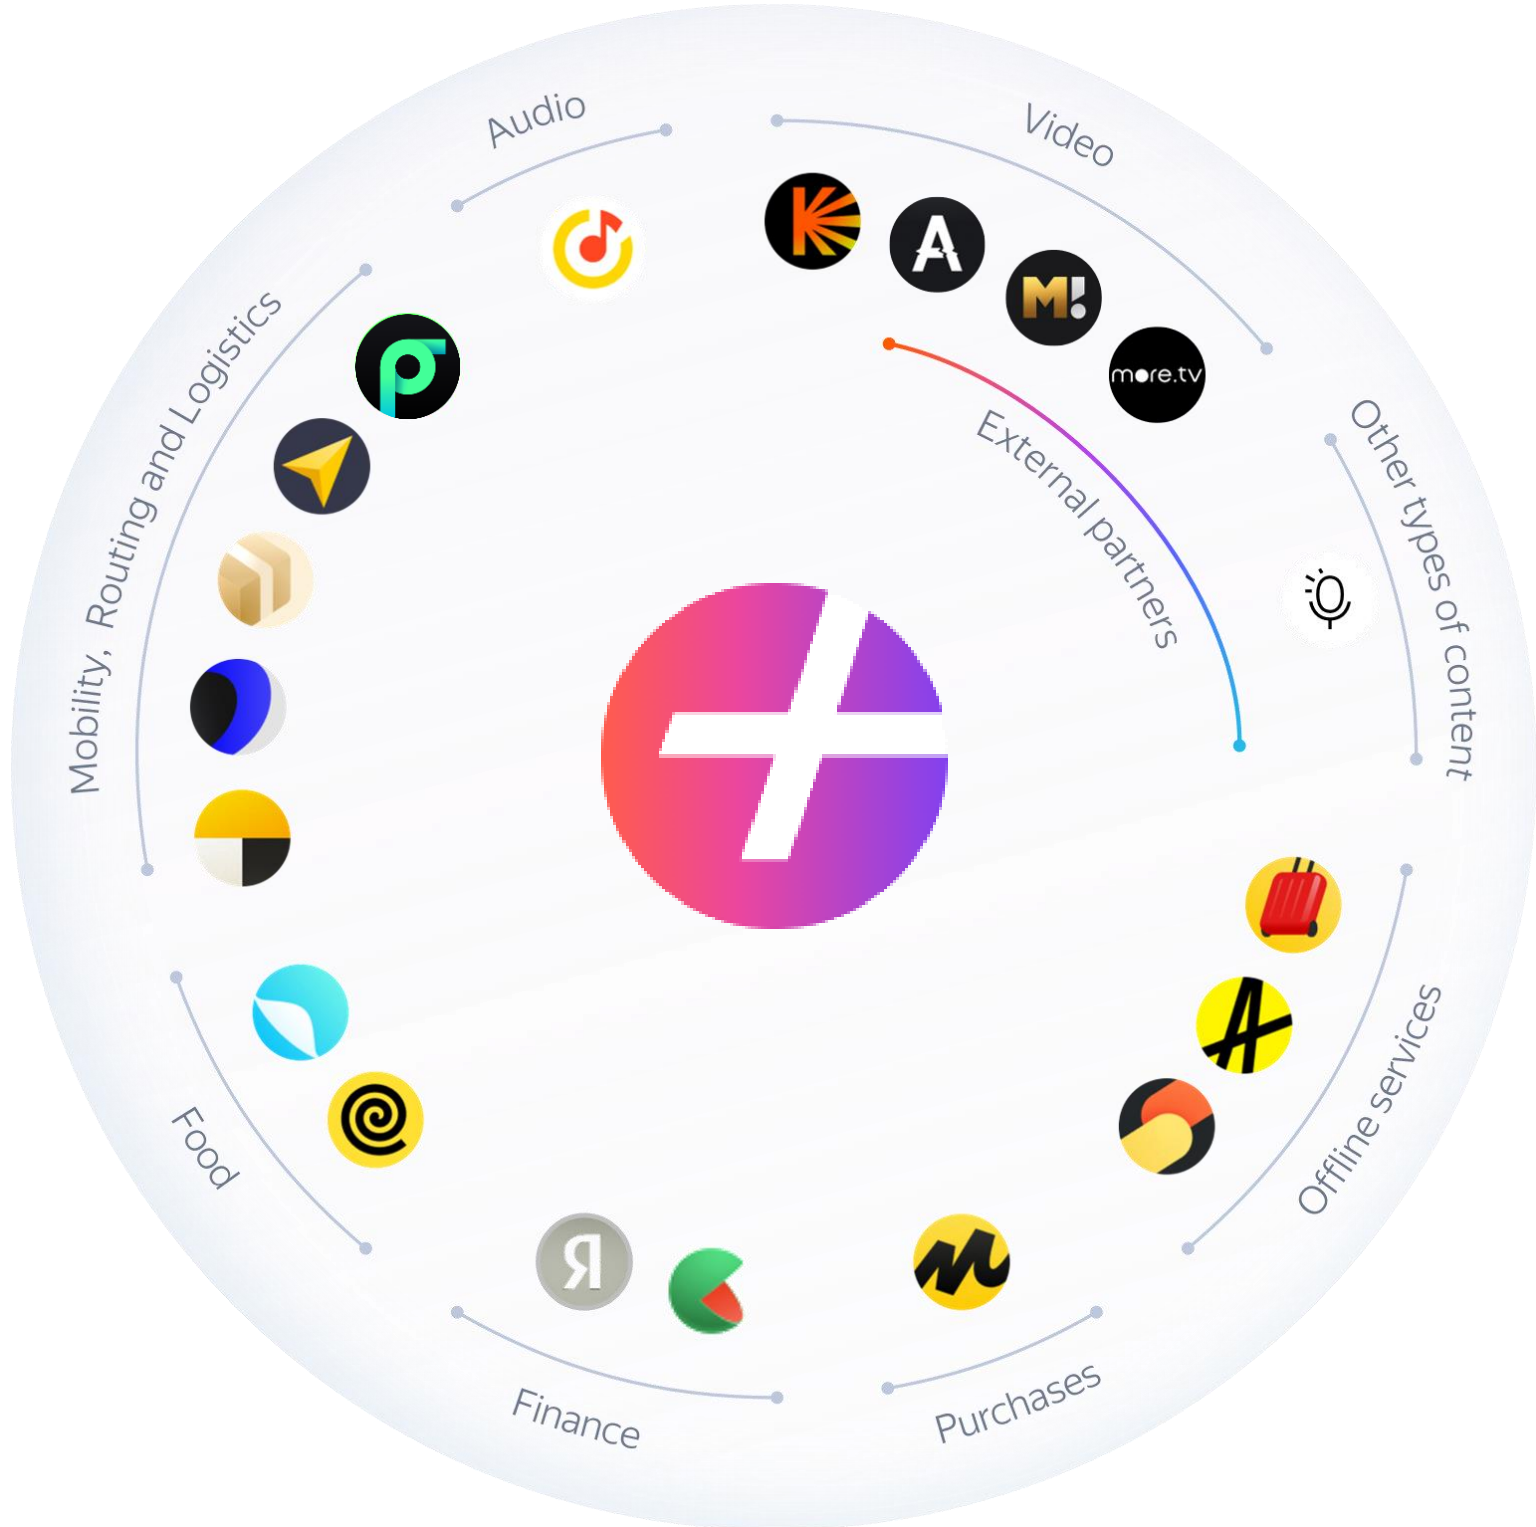 Audio
Video
Mobility, Routing and Logistics
K
A
M!
more.tv
External partners
Other types of content
Food
Offline services
Я
Finance
Purchases